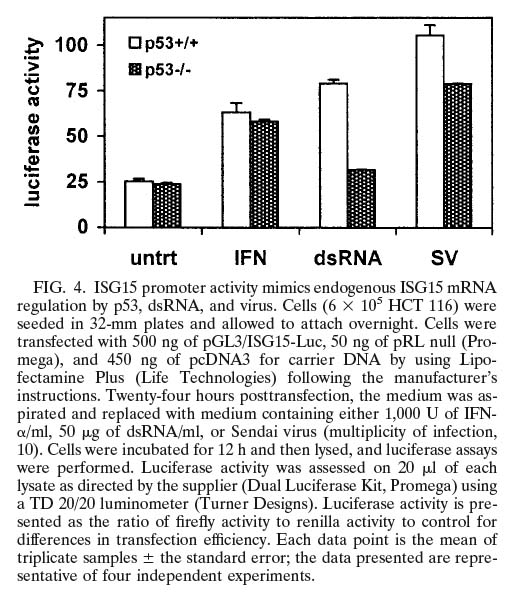 luciferase activity
100
75
50
25
0
p53+/+
p53-/-
untrt IFN dsRNA SV
FIG. 4. ISG15 promoter activity mimics endogenous ISG15 mRNA
regulation by p53, dsRNA, and virus. Cells (6 × 10⁵ HCT 116) were
seeded in 32-mm plates and allowed to attach overnight. Cells were
transfected with 500 ng of pGL3/ISG15-Luc, 50 ng of pRL null (Pro-
mega), and 450 ng of pcDNA3 for carrier DNA by using Lipo-
fectamine Plus (Life Technologies) following the manufacturer's
instructions. Twenty-four hours posttransfection, the medium was as-
pirated and replaced with medium containing either 1,000 U of IFN-
α/ml, 50 μg of dsRNA/ml, or Sendai virus (multiplicity of infection,
10). Cells were incubated for 12 h and then lysed, and luciferase assays
were performed. Luciferase activity was assessed on 20 μl of each
lysate as directed by the supplier (Dual Luciferase Kit, Promega) using
a TD 20/20 luminometer (Turner Designs). Luciferase activity is pre-
sented as the ratio of firefly activity to renilla activity to control for
differences in transfection efficiency. Each data point is the mean of
triplicate samples ± the standard error; the data presented are repre-
sentative of four independent experiments.